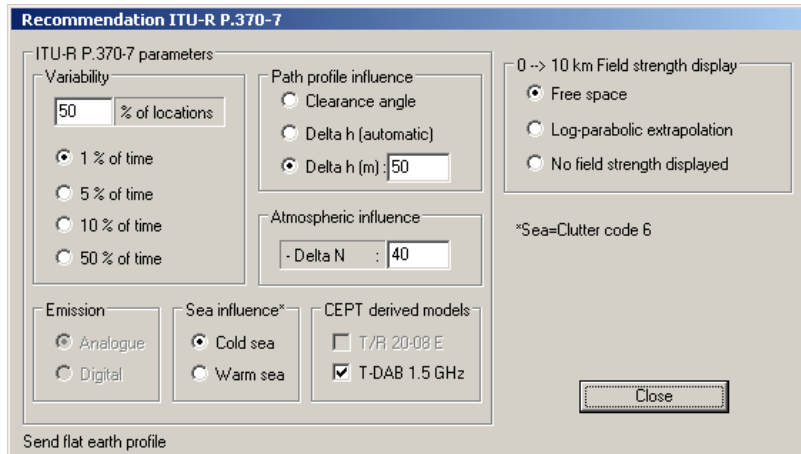 Recommendation ITU-R P.370-7
ITU-R P.370-7 parameters
Variability
50 % of locations
1 % of time
5 % of time
10 % of time
50 % of time
Path profile influence
Clearance angle
Delta h (automatic)
Delta h (m) : 50
Atmospheric influence
- Delta N : 40
Emission
Analogue
Digital
Sea influence*
Cold sea
Warm sea
CEPT derived models
T/R 20-08 E
T-DAB 1.5 GHz
0 --> 10 km Field strength display
Free space
Log-parabolic extrapolation
No field strength displayed
*Sea=Clutter code 6
Close
Send flat earth profile